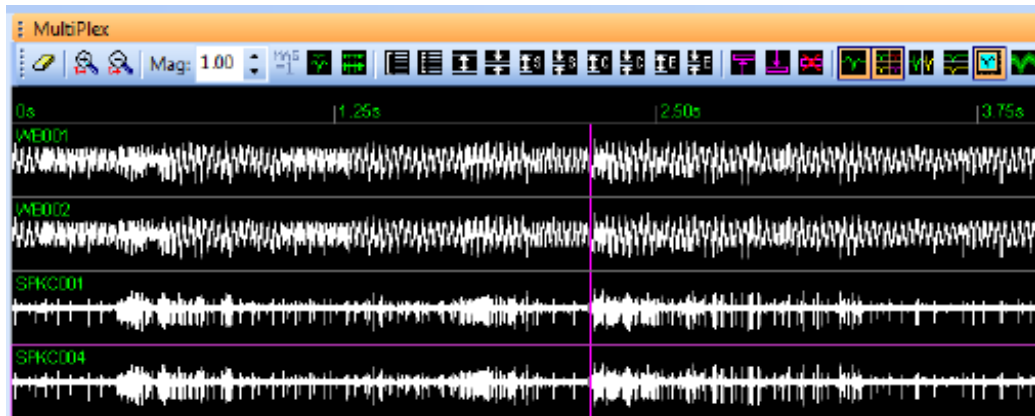 MultiPlex
Mag: 1.00
0s 1.25s 2.50s 3.75s
WB001
WB002
SPKC001
SPKC004